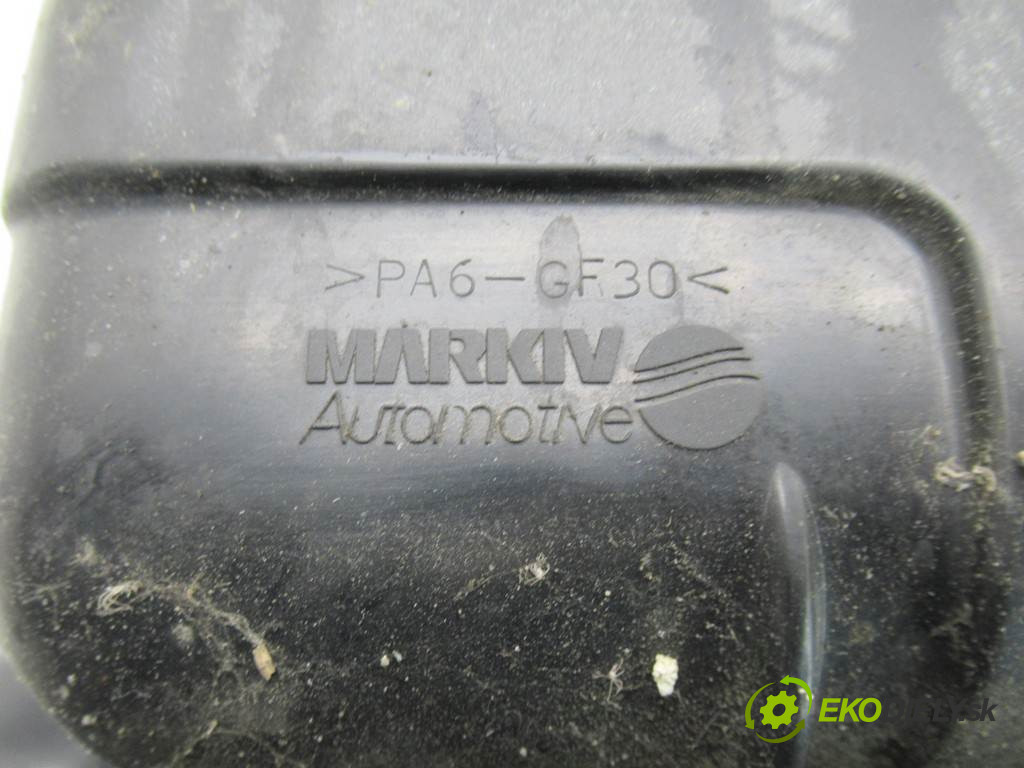 >PA6-GF30<
MARKIV
Automotive
EKO